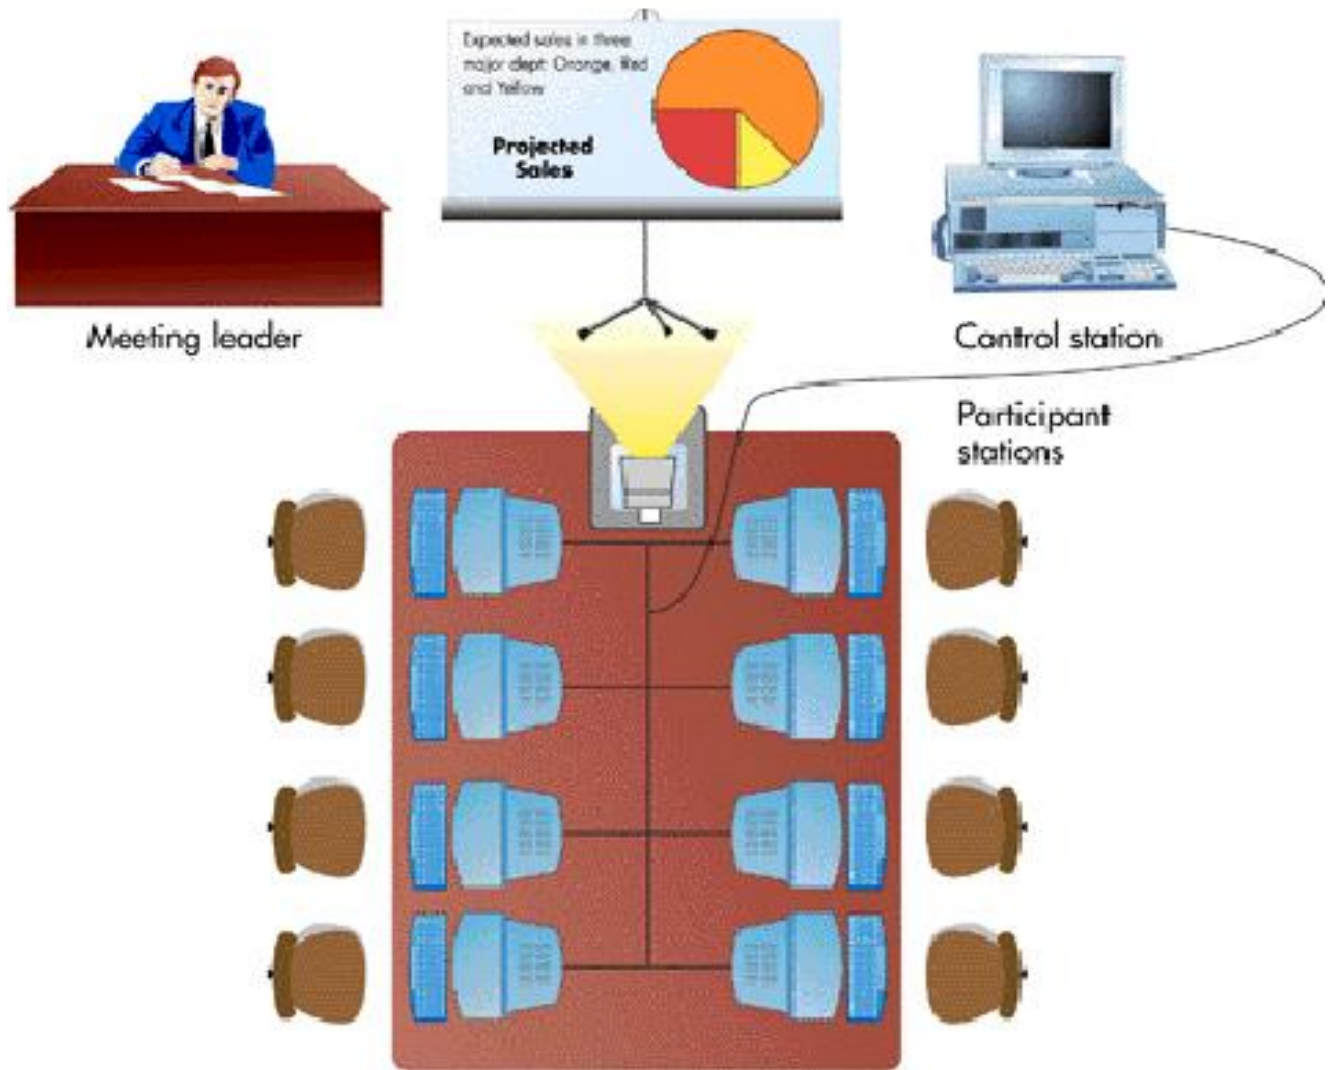 Expected sales in three
major dept: Orange, Red
and Yellow
Projected
Sales
Meeting leader
Control station
Participant
stations